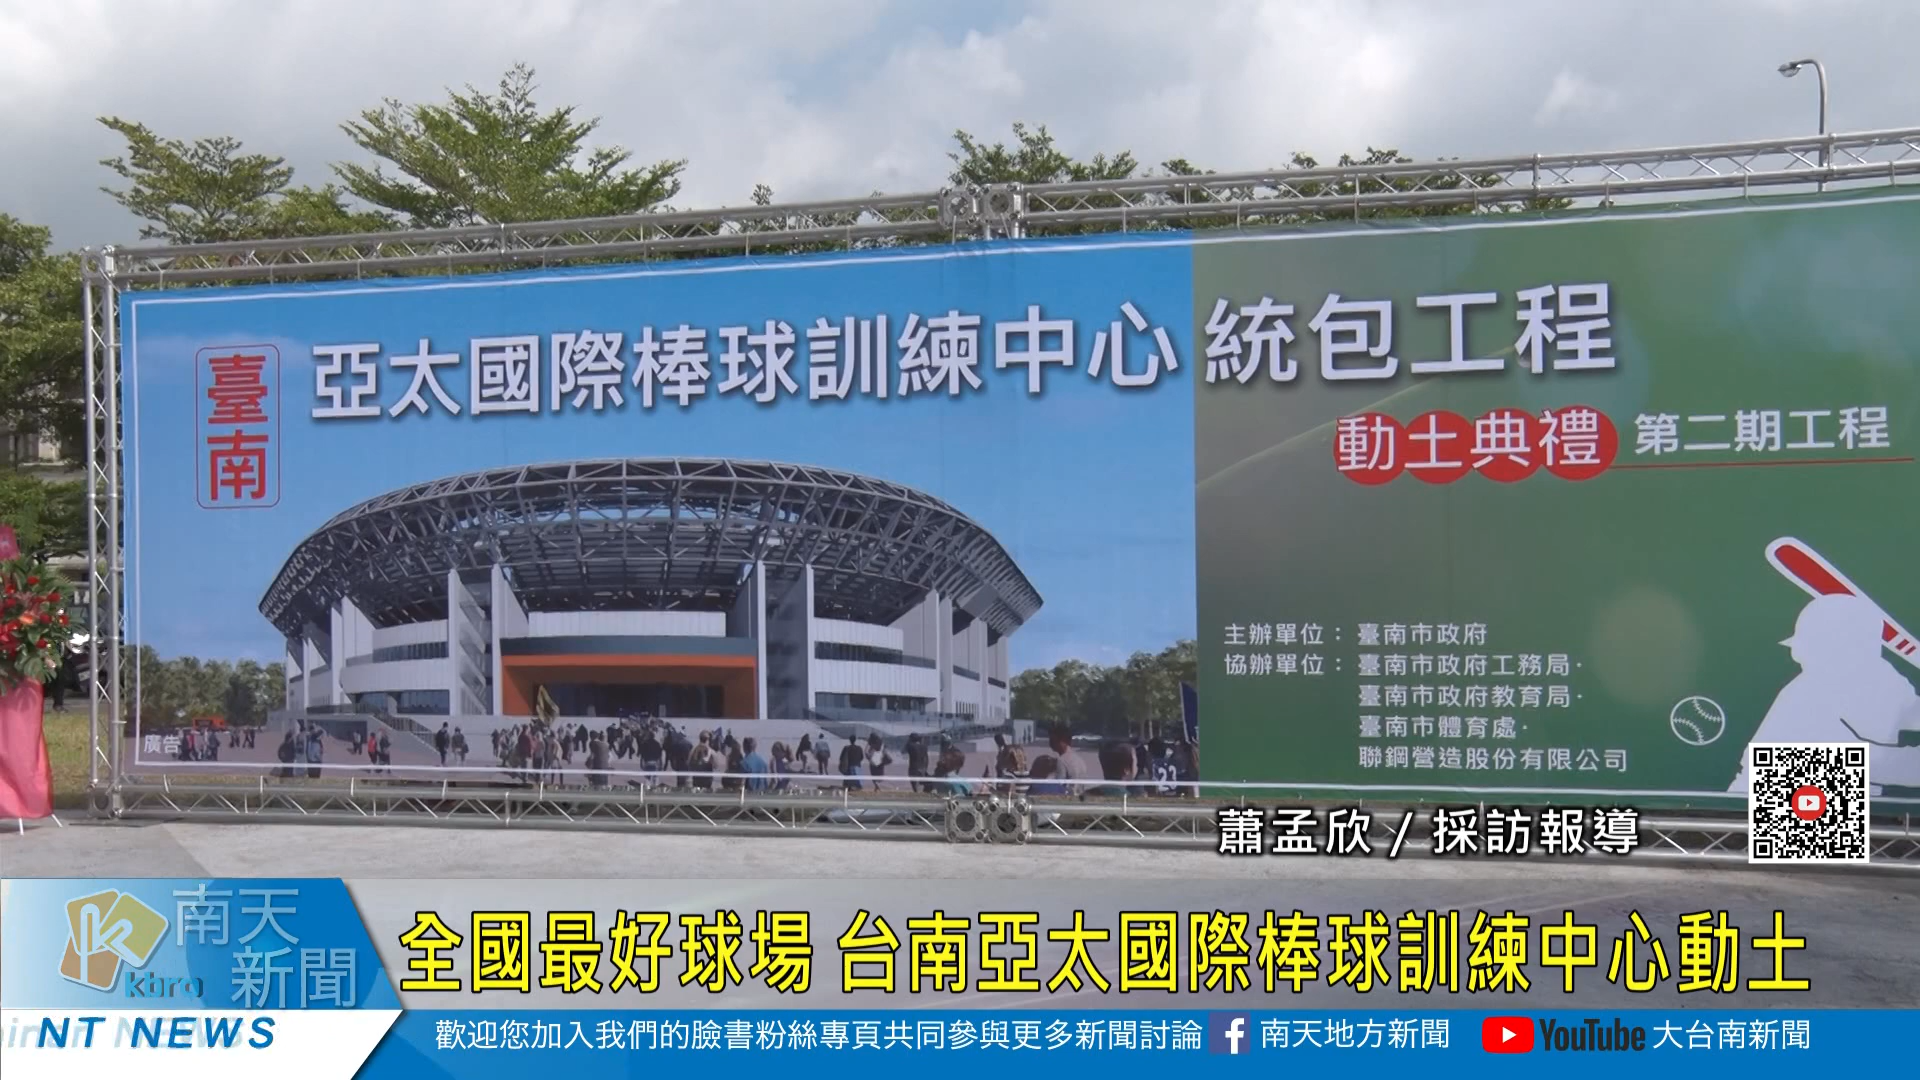 臺南
亞太國際棒球訓練中心 統包工程
動土典禮 第二期工程
主辦單位：臺南市政府
協辦單位：臺南市政府工務局·
臺南市政府教育局·
臺南市體育處·
聯鋼營造股份有限公司
廣告
23
蕭孟欣 / 採訪報導
南天
新聞
kbro
全國最好球場 台南亞太國際棒球訓練中心動土
NT NEWS
歡迎您加入我們的臉書粉絲專頁共同參與更多新聞討論 南天地方新聞 YouTube 大台南新聞